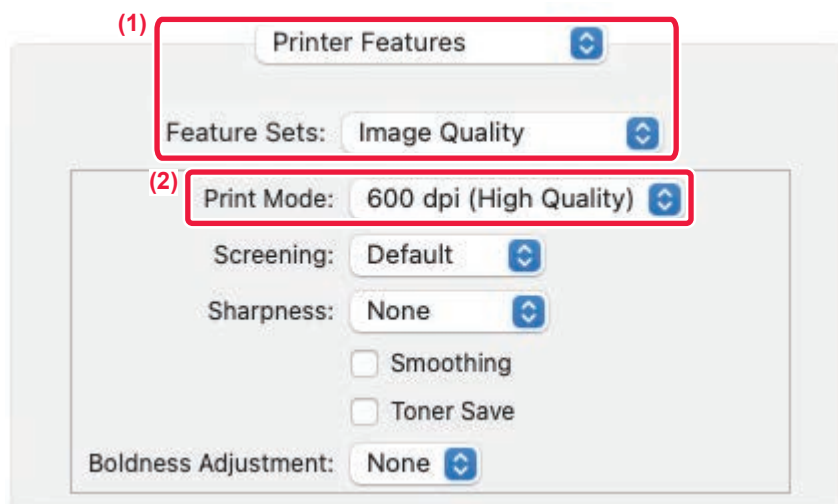 (1)
Printer Features
Feature Sets: Image Quality
(2)
Print Mode: 600 dpi (High Quality)
Screening: Default
Sharpness: None
Smoothing
Toner Save
Boldness Adjustment: None